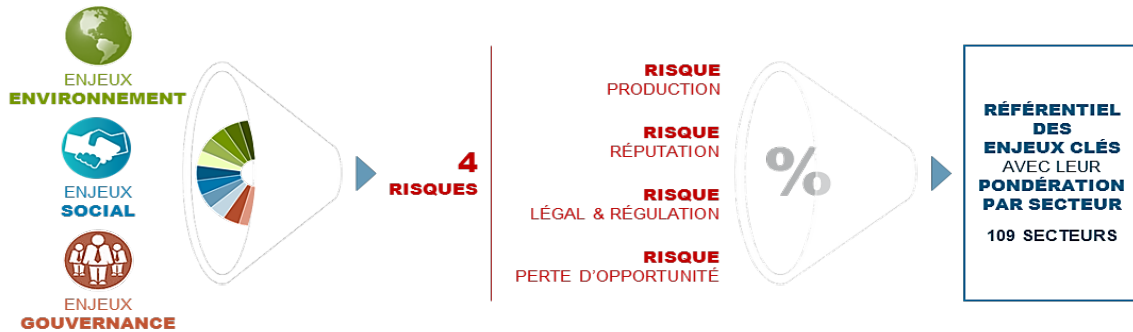 ENJEUX
ENVIRONNEMENT
ENJEUX
SOCIAL
ENJEUX
GOUVERNANCE
4
RISQUES
RISQUE
PRODUCTION
RISQUE
RÉPUTATION
RISQUE
LÉGAL & RÉGULATION
RISQUE
PERTE D'OPPORTUNITÉ
%
RÉFÉRENTIEL
DES
ENJEUX CLÉS
AVEC LEUR
PONDÉRATION
PAR SECTEUR
109 SECTEURS